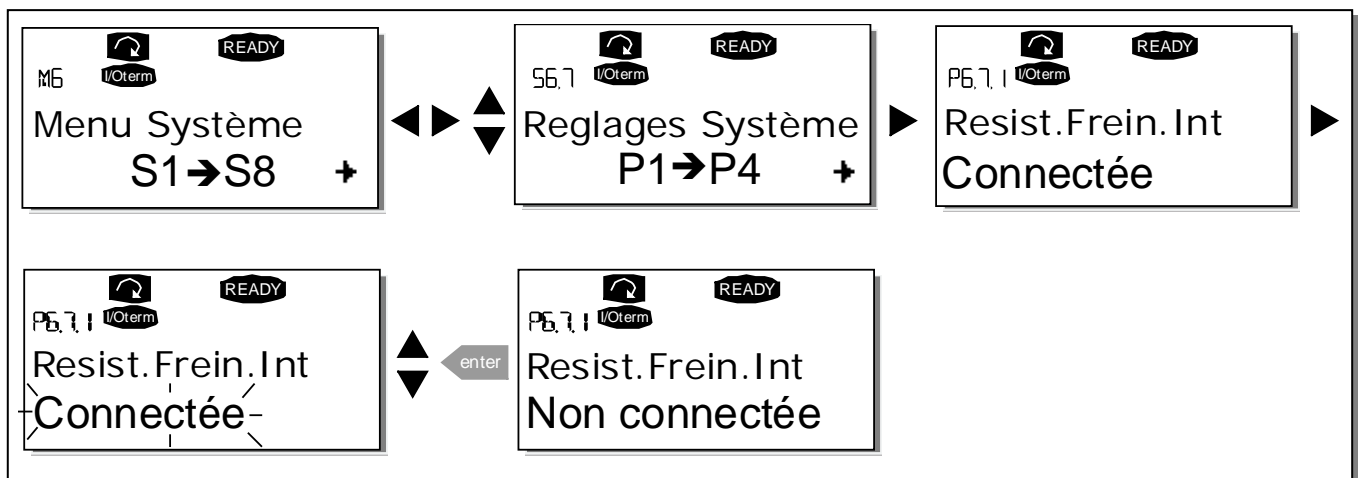 READY
M6 I/Oterm
Menu Système
S1➔S8
READY
S6.7 I/Oterm
Reglages Système
P1➔P4
READY
P6.7.1 I/Oterm
Resist.Frein.Int
Connectée
READY
P6.7.1 I/Oterm
Resist.Frein.Int
Connectée
enter
READY
P6.7.1 I/Oterm
Resist.Frein.Int
Non connectée